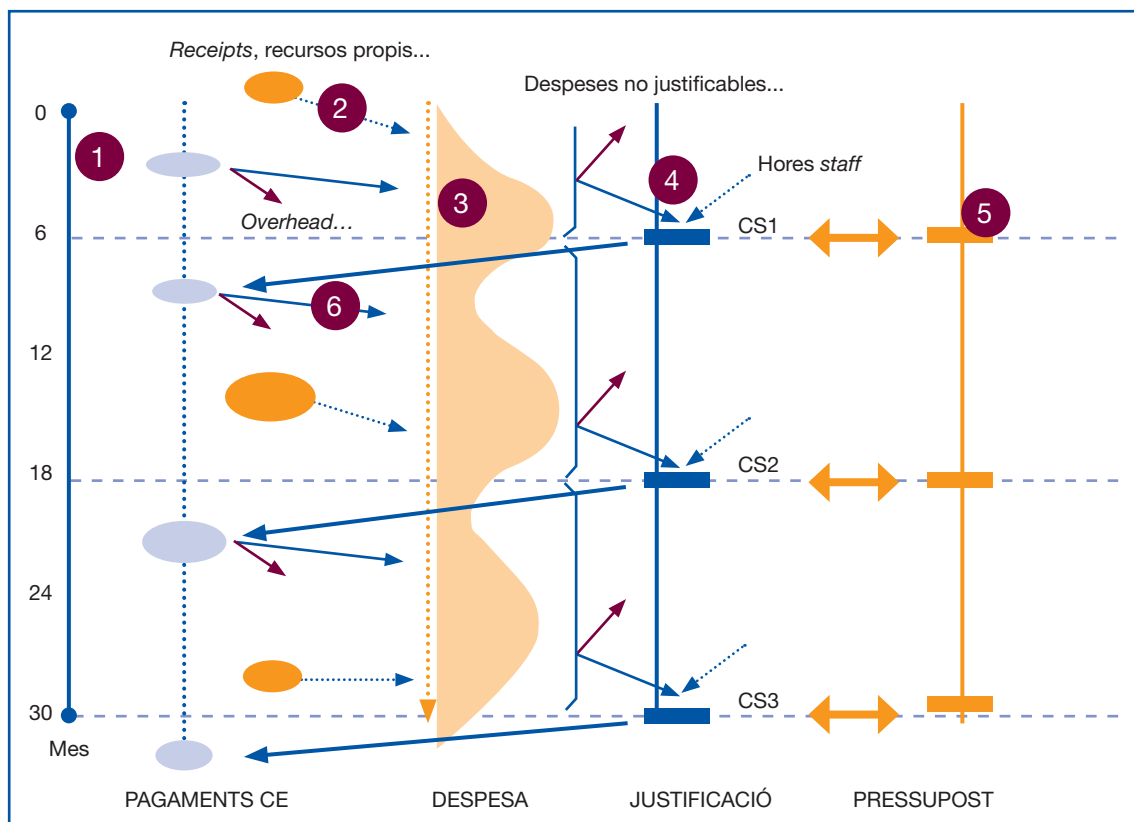 Receipts, recursos propis...
Despeses no justificables...
0
2
1
4
Hores staff
3
5
Overhead...
6
CS1
6
12
18
CS2
24
30
CS3
Mes
PAGAMENTS CE
DESPESA
JUSTIFICACIÓ
PRESSUPOST